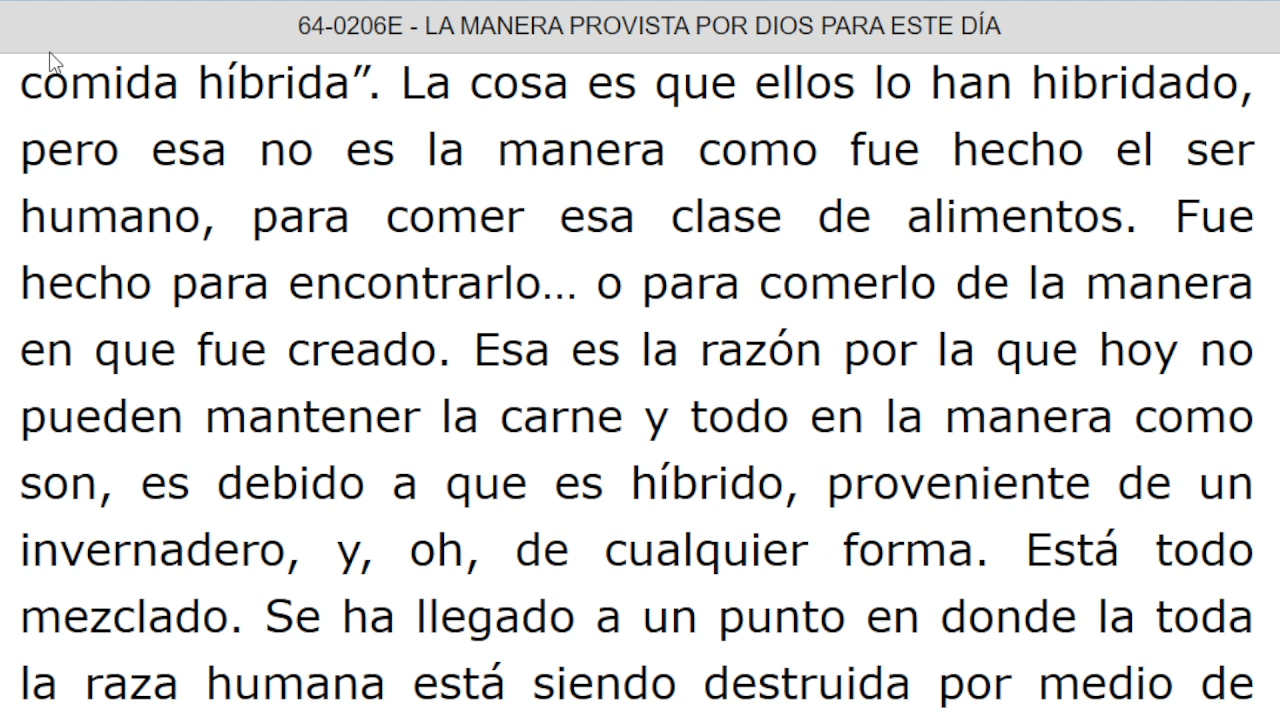 64-0206E - LA MANERA PROVISTA POR DIOS PARA ESTE DÍA
comida híbrida”. La cosa es que ellos lo han hibridado,
pero esa no es la manera como fue hecho el ser
humano, para comer esa clase de alimentos. Fue
hecho para encontrarlo... o para comerlo de la manera
en que fue creado. Esa es la razón por la que hoy no
pueden mantener la carne y todo en la manera como
son, es debido a que es híbrido, proveniente de un
invernadero, y, oh, de cualquier forma. Está todo
mezclado. Se ha llegado a un punto en donde la toda
la raza humana está siendo destruida por medio de